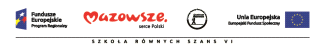 Fundusze
Europejskie
Program Regionalny
Mazowsze.
serce Polski
Unia Europejska
Europejski Fundusz Społeczny
SZKOŁA RÓWNYCH SZANS VI